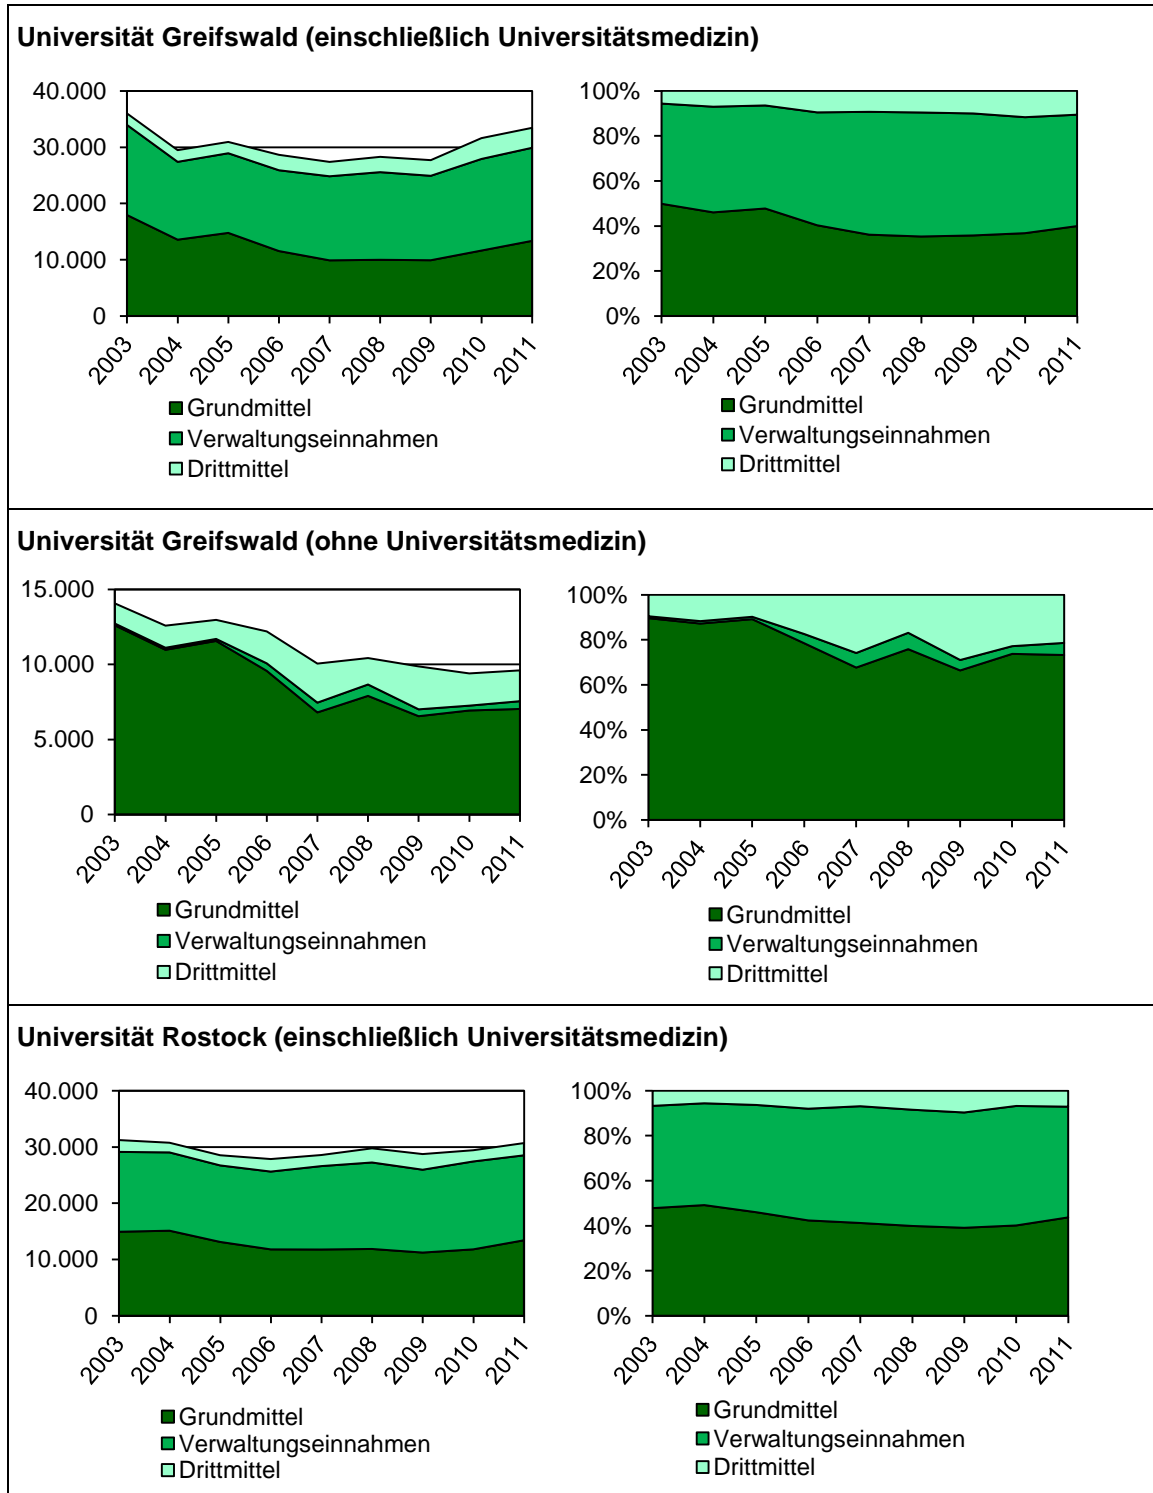 Universität Greifswald (einschließlich Universitätsmedizin)
40.000
30.000
20.000
10.000
0
2003 2004 2005 2006 2007 2008 2009 2010 2011
Grundmittel
Verwaltungseinnahmen
Drittmittel
100%
80%
60%
40%
20%
0%
2003 2004 2005 2006 2007 2008 2009 2010 2011
Grundmittel
Verwaltungseinnahmen
Drittmittel
Universität Greifswald (ohne Universitätsmedizin)
15.000
10.000
5.000
0
2003 2004 2005 2006 2007 2008 2009 2010 2011
Grundmittel
Verwaltungseinnahmen
Drittmittel
100%
80%
60%
40%
20%
0%
2003 2004 2005 2006 2007 2008 2009 2010 2011
Grundmittel
Verwaltungseinnahmen
Drittmittel
Universität Rostock (einschließlich Universitätsmedizin)
40.000
30.000
20.000
10.000
0
2003 2004 2005 2006 2007 2008 2009 2010 2011
Grundmittel
Verwaltungseinnahmen
Drittmittel
100%
80%
60%
40%
20%
0%
2003 2004 2005 2006 2007 2008 2009 2010 2011
Grundmittel
Verwaltungseinnahmen
Drittmittel